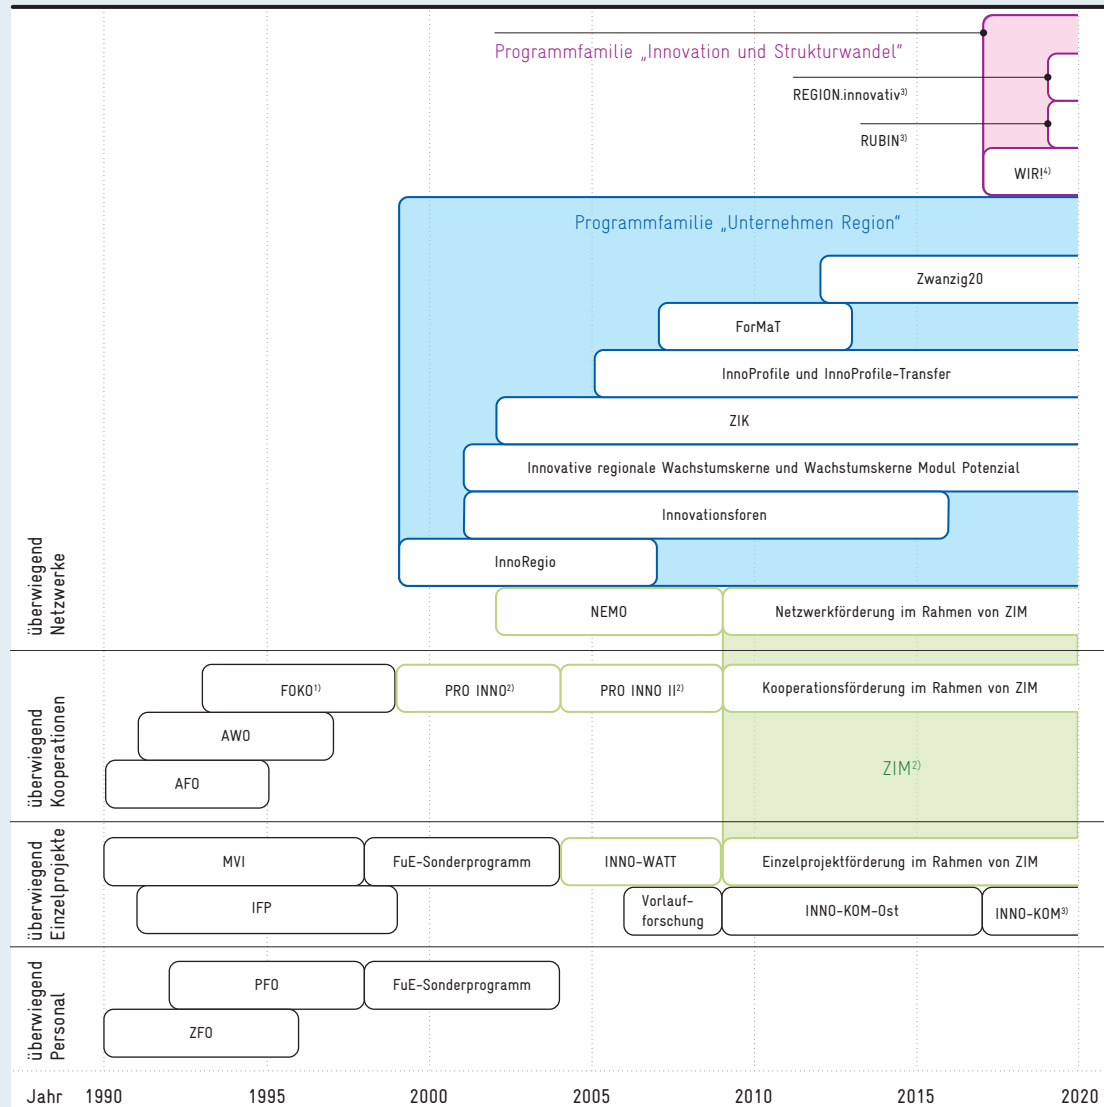 Programmfamilie „Innovation und Strukturwandel“
REGION.innovativ³⁾
RUBIN³⁾
WIR!⁴⁾
Programmfamilie „Unternehmen Region“
Zwanzig20
ForMaT
InnoProfile und InnoProfile-Transfer
ZIK
Innovative regionale Wachstumskerne und Wachstumskerne Modul Potenzial
Innovationsforen
InnoRegio
überwiegend
Netzwerke
NEMO
Netzwerkförderung im Rahmen von ZIM
überwiegend
Kooperationen
FOKO¹⁾
PRO INNO²⁾
PRO INNO II²⁾
Kooperationsförderung im Rahmen von ZIM
AWO
ZIM²⁾
AFO
überwiegend
Einzelprojekte
MVI
FuE-Sonderprogramm
INNO-WATT
Einzelprojektförderung im Rahmen von ZIM
IFP
Vorlauf-
forschung
INNO-KOM-Ost
INNO-KOM³⁾
überwiegend
Personal
PFO
FuE-Sonderprogramm
ZFO
Jahr 1990 1995 2000 2005 2010 2015 2020